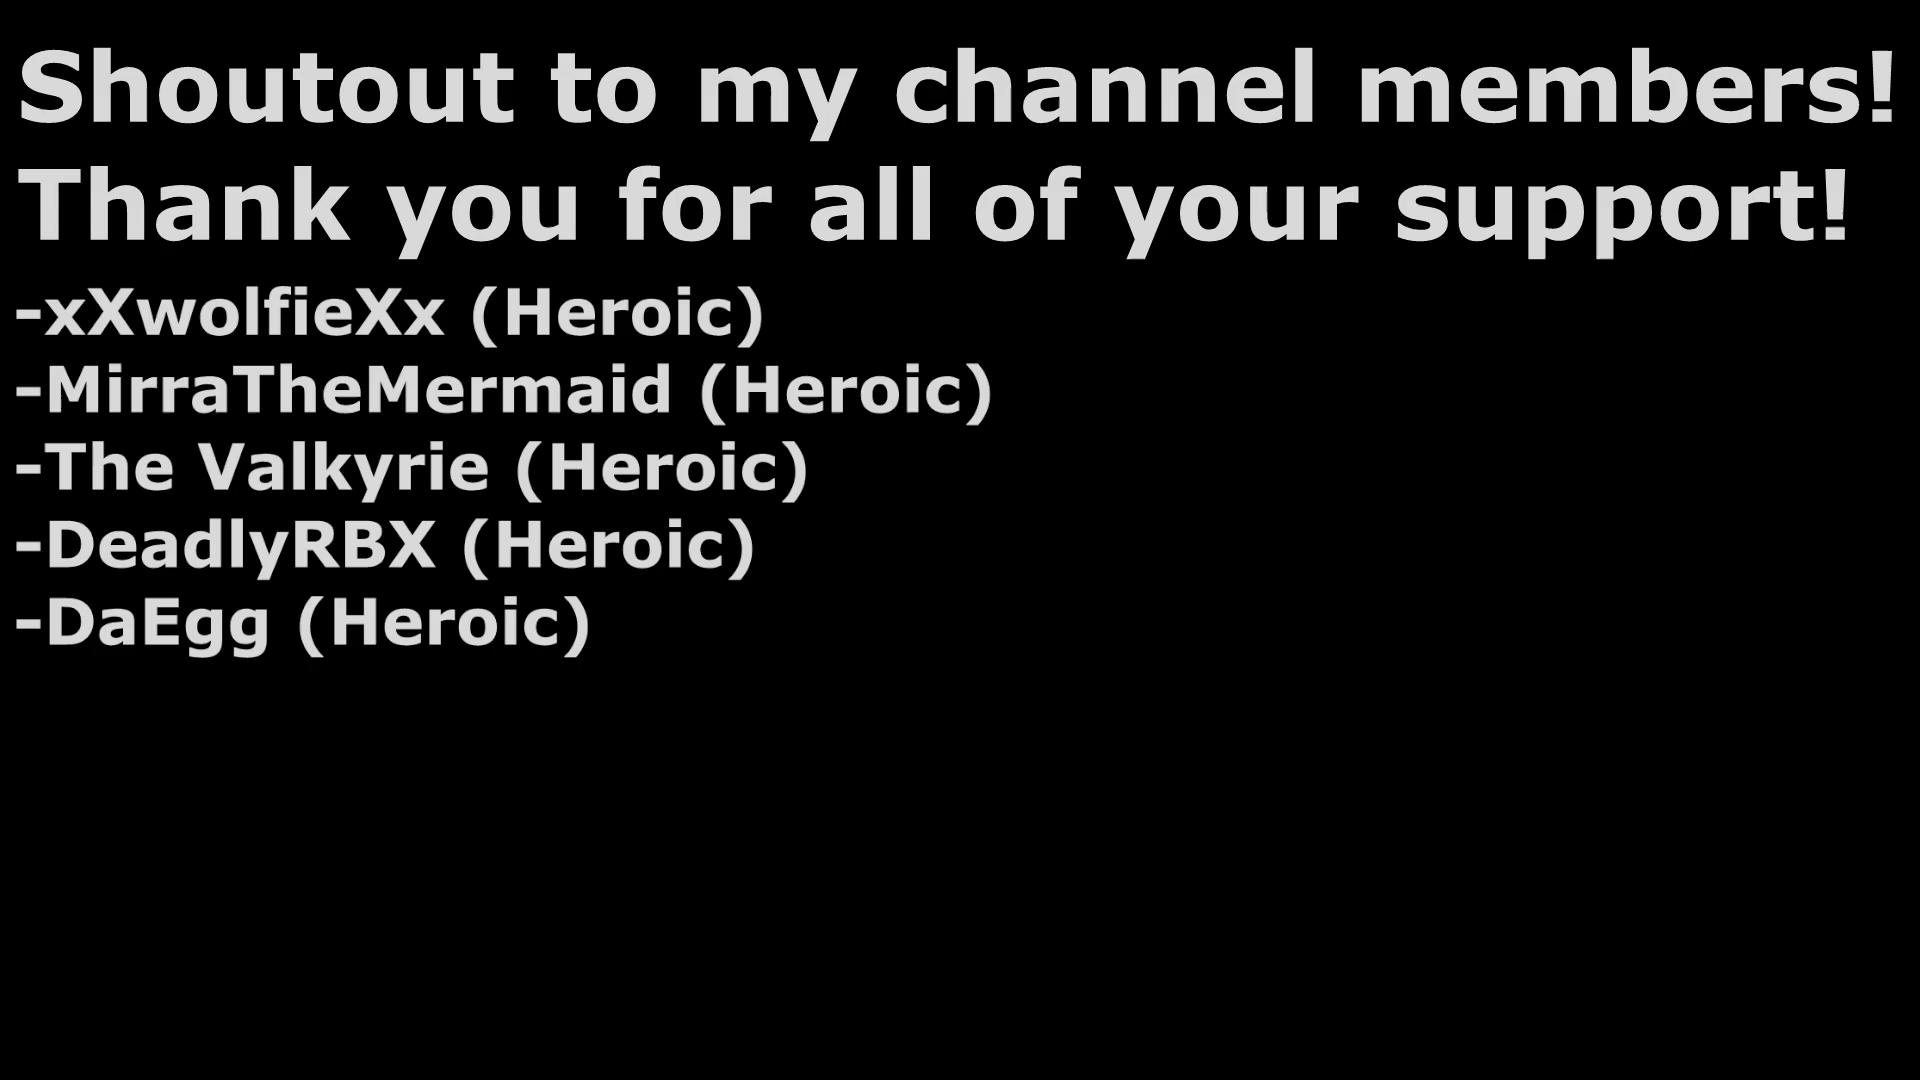 Shoutout to my channel members!
Thank you for all of your support!
-xXwolfieXx (Heroic)
-MirraTheMermaid (Heroic)
-The Valkyrie (Heroic)
-DeadlyRBX (Heroic)
-DaEgg (Heroic)